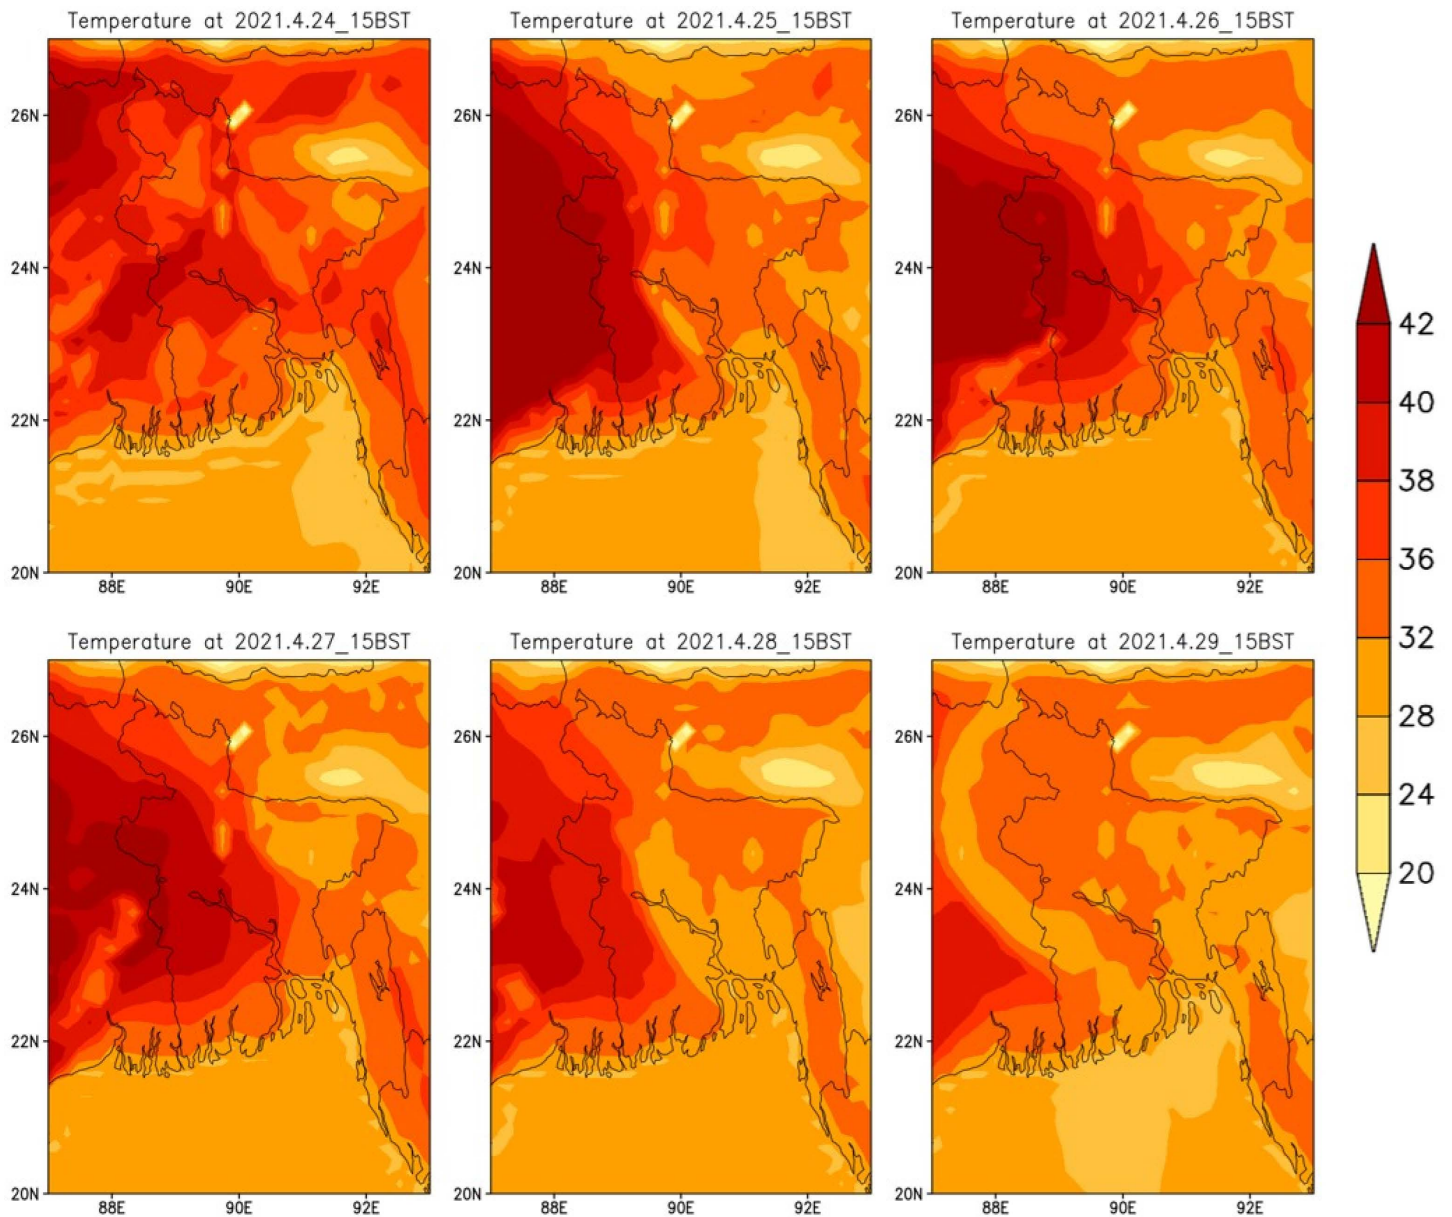 Temperature at 2021.4.24_15BST
Temperature at 2021.4.25_15BST
Temperature at 2021.4.26_15BST
26N
24N
22N
20N
88E
90E
92E
26N
24N
22N
20N
88E
90E
92E
26N
24N
22N
20N
88E
90E
92E
42
40
38
36
32
28
24
20
Temperature at 2021.4.27_15BST
Temperature at 2021.4.28_15BST
Temperature at 2021.4.29_15BST
26N
24N
22N
20N
88E
90E
92E
26N
24N
22N
20N
88E
90E
92E
26N
24N
22N
20N
88E
90E
92E